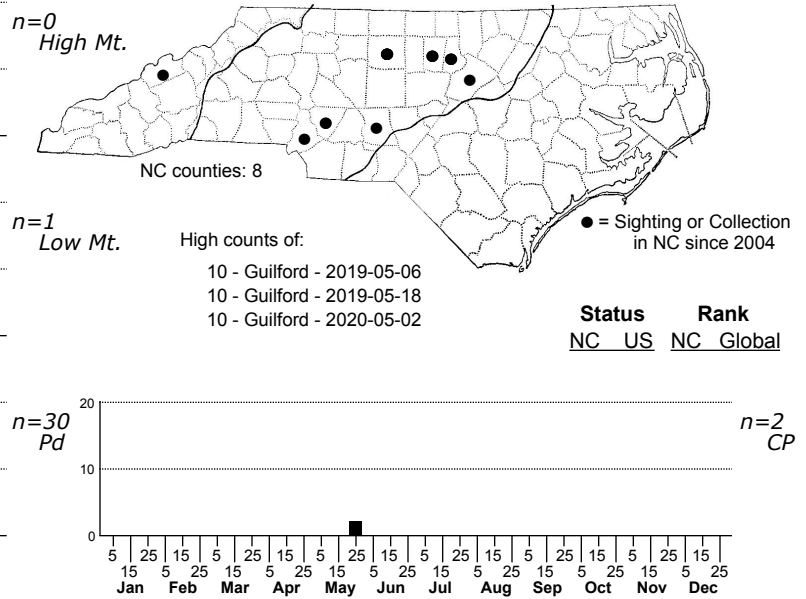 n=0
High Mt.
NC counties: 8
n=1
Low Mt.
High counts of:
10 - Guilford - 2019-05-06
10 - Guilford - 2019-05-18
10 - Guilford - 2020-05-02
● = Sighting or Collection
in NC since 2004
Status Rank
NC US NC Global
n=30
Pd
n=2
CP
20
10
0
5 25 15 5 25 15 5 25 15 5 25 15 5 25 15 5 25 15
15 5 25 15 5 25 15 5 25 15 5 25 15 5 25 15 5 25
Jan Feb Mar Apr May Jun Jul Aug Sep Oct Nov Dec